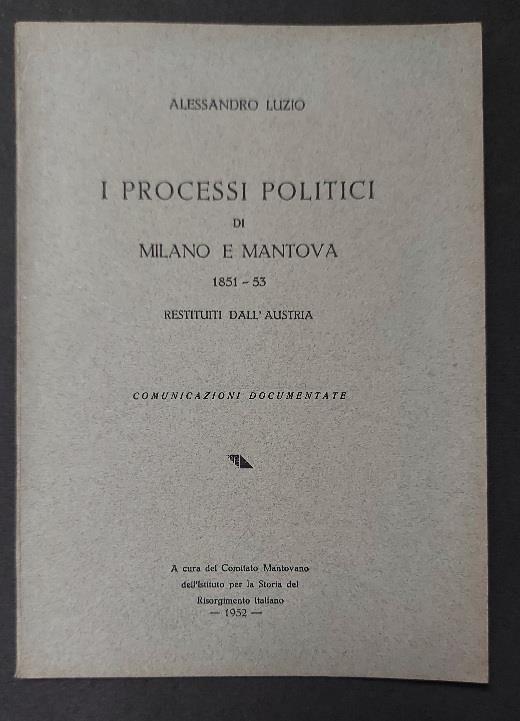 ALESSANDRO LUZIO
I PROCESSI POLITICI
DI
MILANO E MANTOVA
1851 - 53
RESTITUITI DALL'AUSTRIA
COMUNICAZIONI DOCUMENTATE
A cura del Comitato Mantovano
dell'Istituto per la Storia del
Risorgimento Italiano
— 1952 —